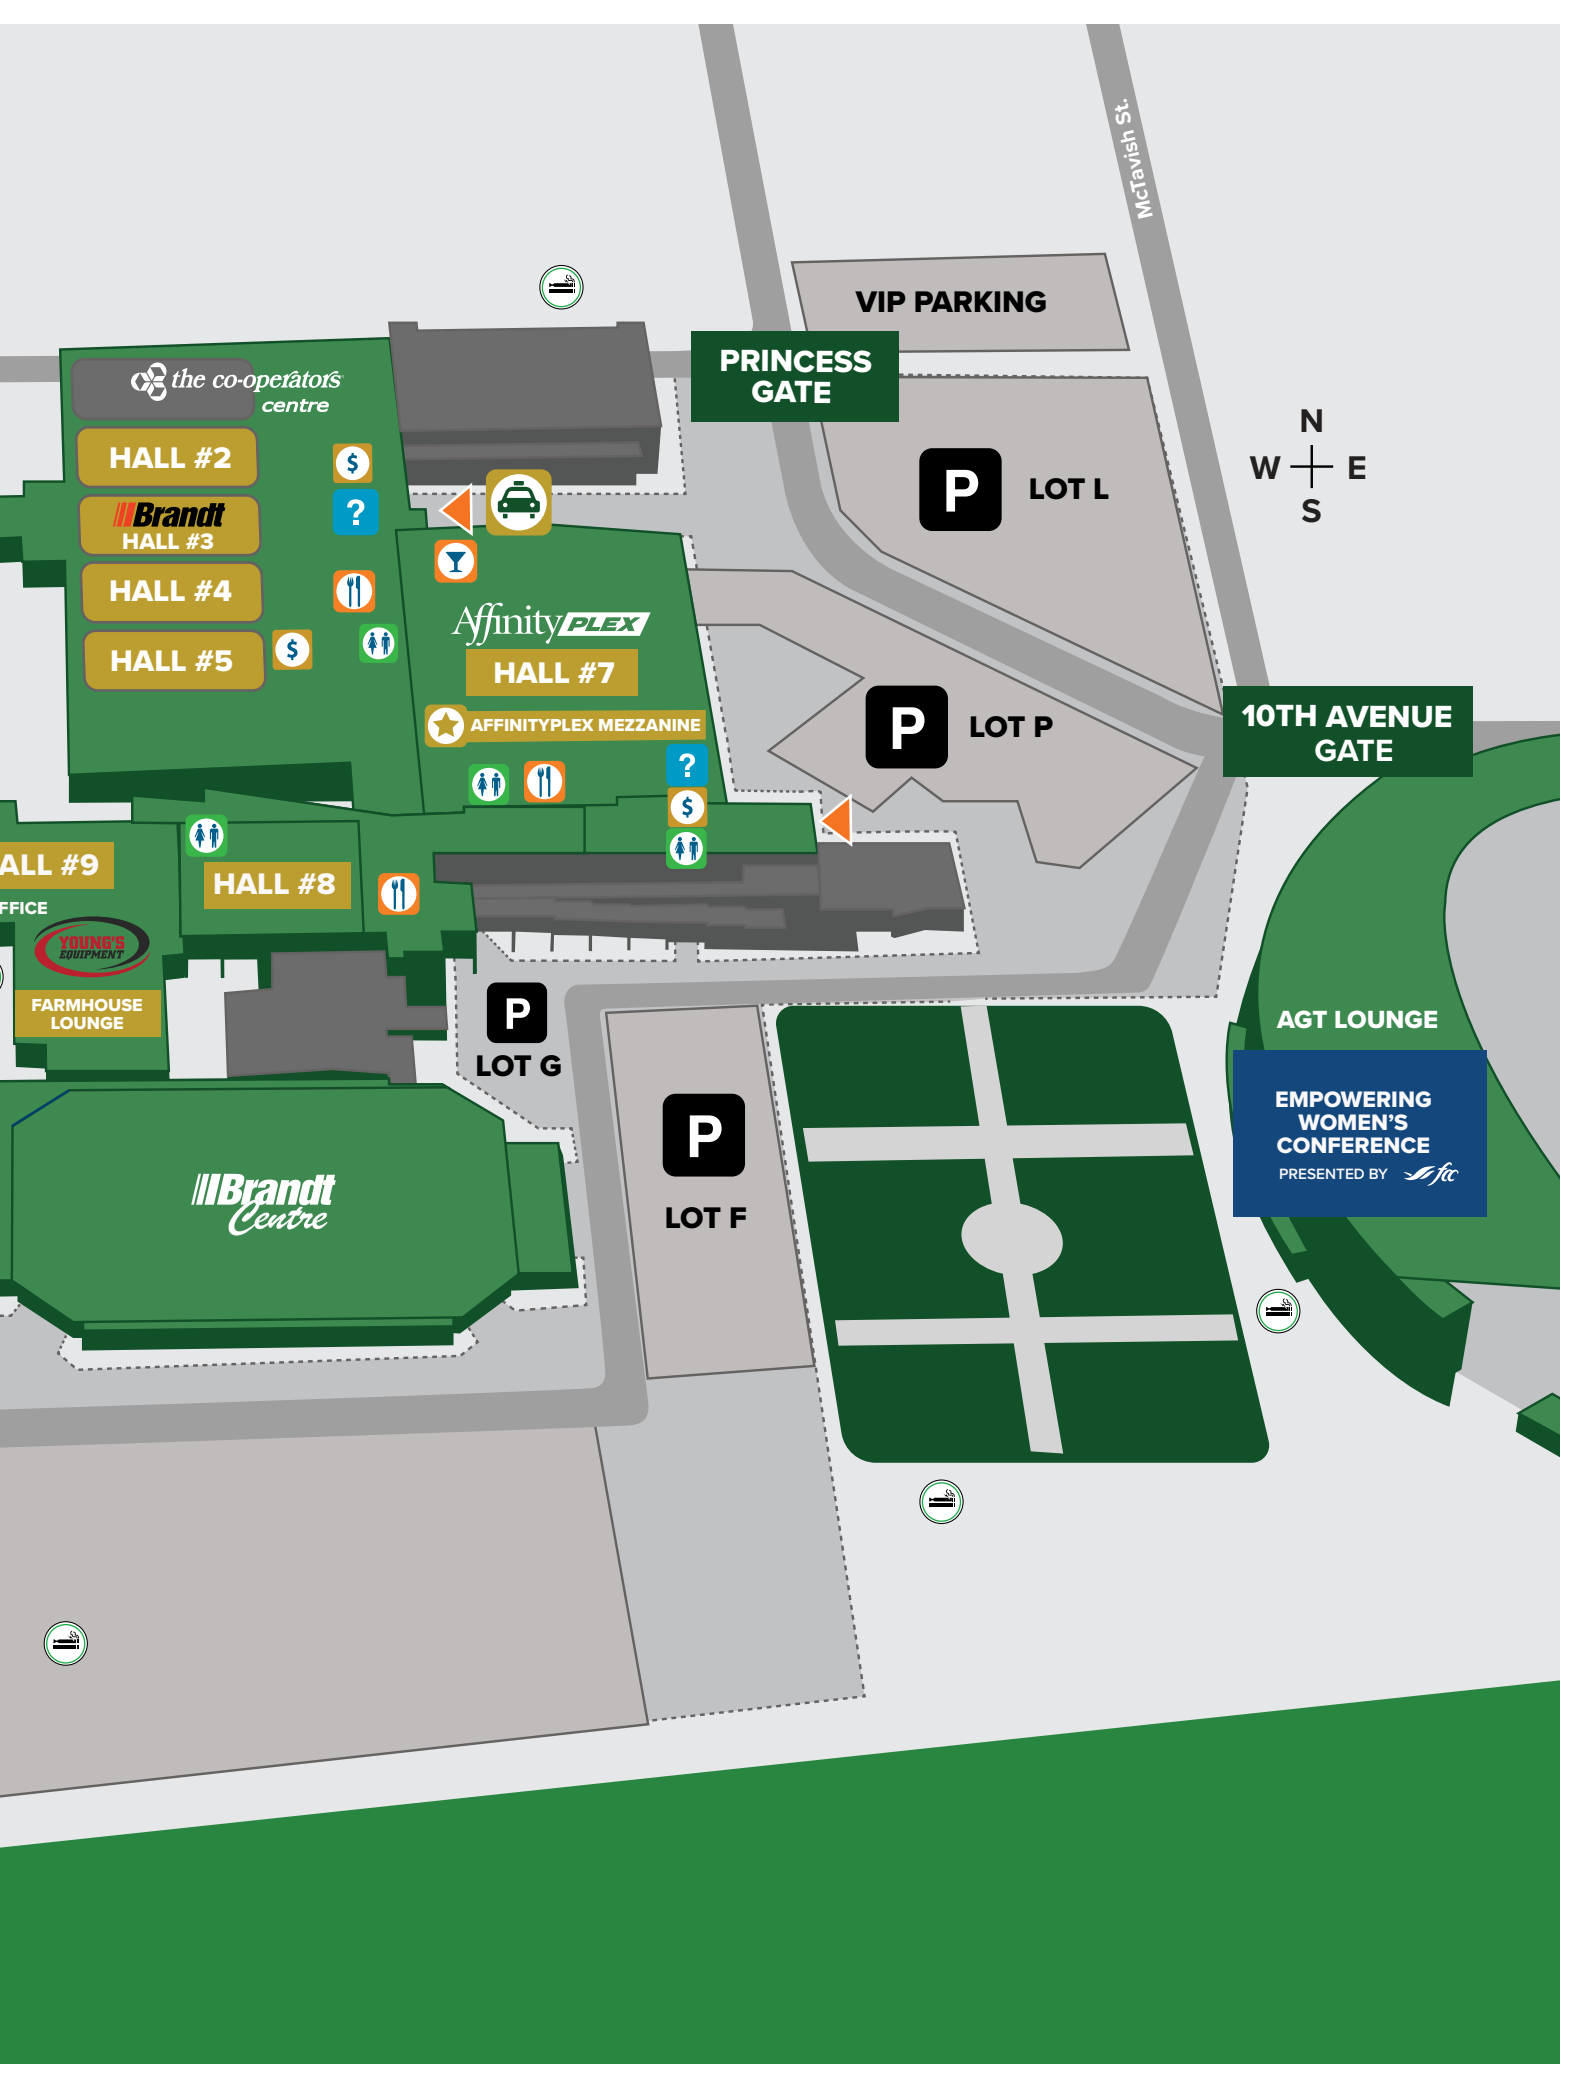 McTavish St.
VIP PARKING
PRINCESS
GATE
the co-operators
centre
HALL #2
$
Brandt
HALL #3
?
HALL #4
HALL #5
$
P
LOT L
N
W E
S
Affinity PLEX
HALL #7
AFFINITYPLEX MEZZANINE
P
LOT P
10TH AVENUE
GATE
?
$
ALL #9
FFICE
HALL #8
YOUNG'S
EQUIPMENT
FARMHOUSE
LOUNGE
P
LOT G
AGT LOUNGE
EMPOWERING
WOMEN'S
CONFERENCE
PRESENTED BY fcc
P
LOT F
Brandt
Centre